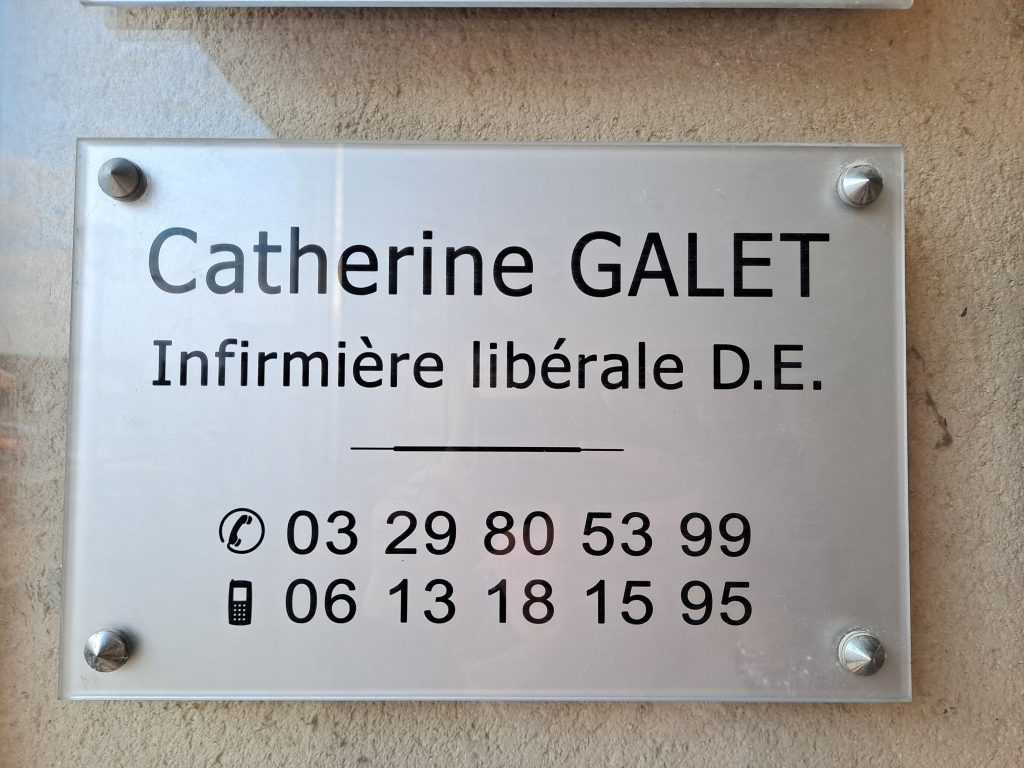 Catherine GALET
Infirmière libérale D.E.
03 29 80 53 99
06 13 18 15 95